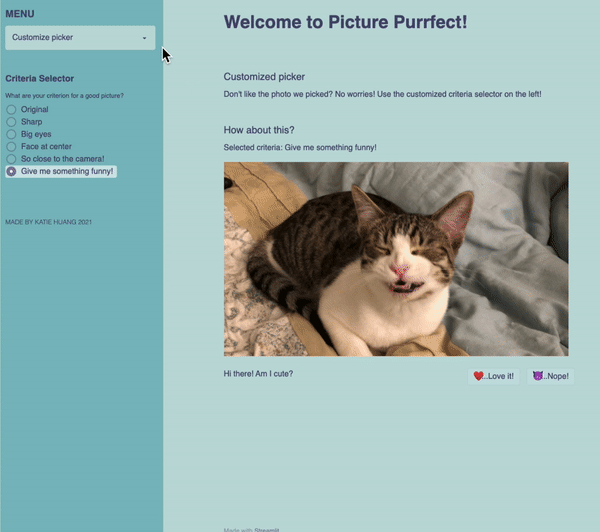 MENU
Customize picker
Criteria Selector
What are your criterion for a good picture?
Original
Sharp
Big eyes
Face at center
So close to the camera!
Give me something funny!
MADE BY KATIE HUANG 2021
Welcome to Picture Purrfect!
Customized picker
Don't like the photo we picked? No worries! Use the customized criteria selector on the left!
How about this?
Selected criteria: Give me something funny!
Hi there! Am I cute?
❤️..Love it!
😈..Nope!
Made with Streamlit